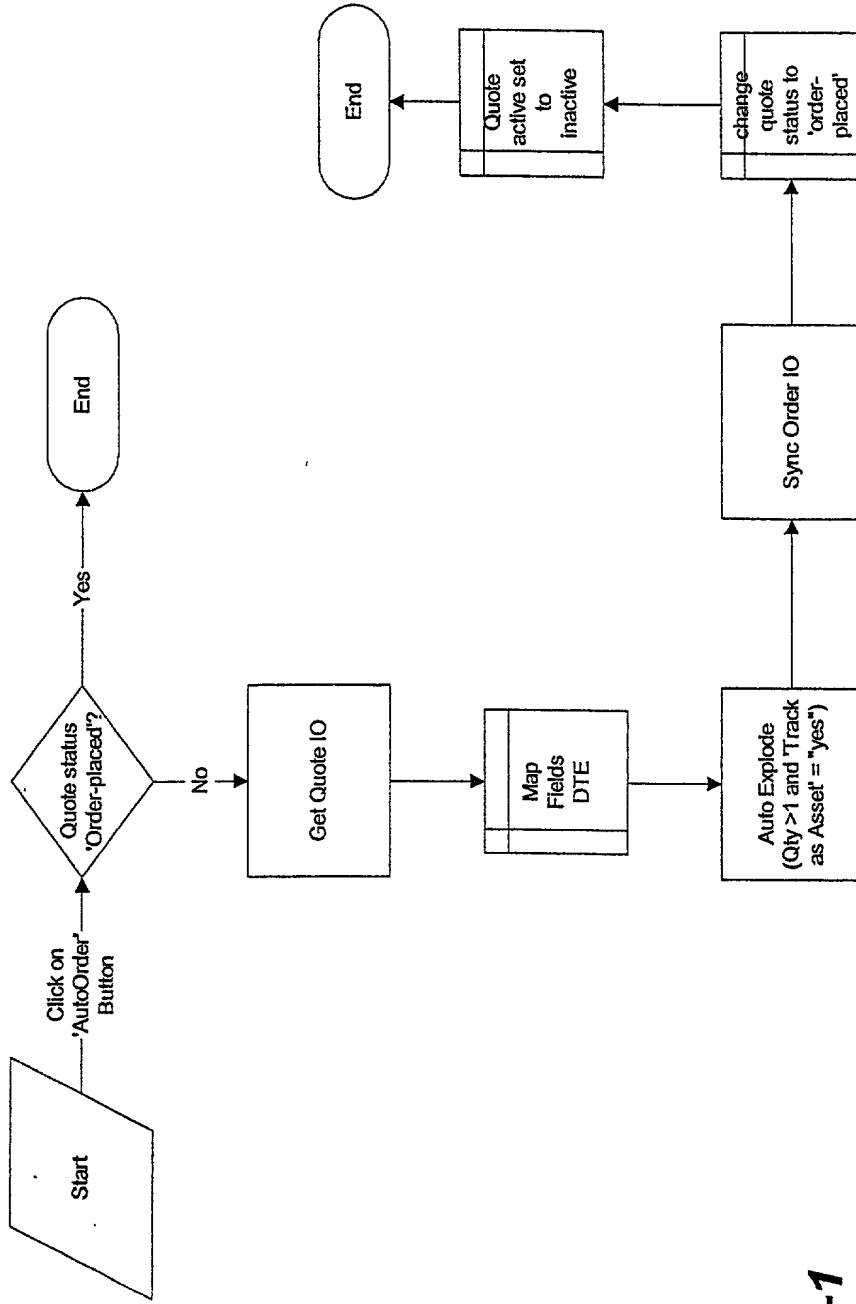 Start
Click on
'AutoOrder'
Button
Quote status
'Order-placed'?
Yes
End
No
Get Quote IO
Map
Fields
DTE
Auto Explode
(Qty >1 and 'Track
as Asset' = "yes")
Sync Order IO
change
quote
status to
'order-
placed'
Quote
active set
to
inactive
End
-1